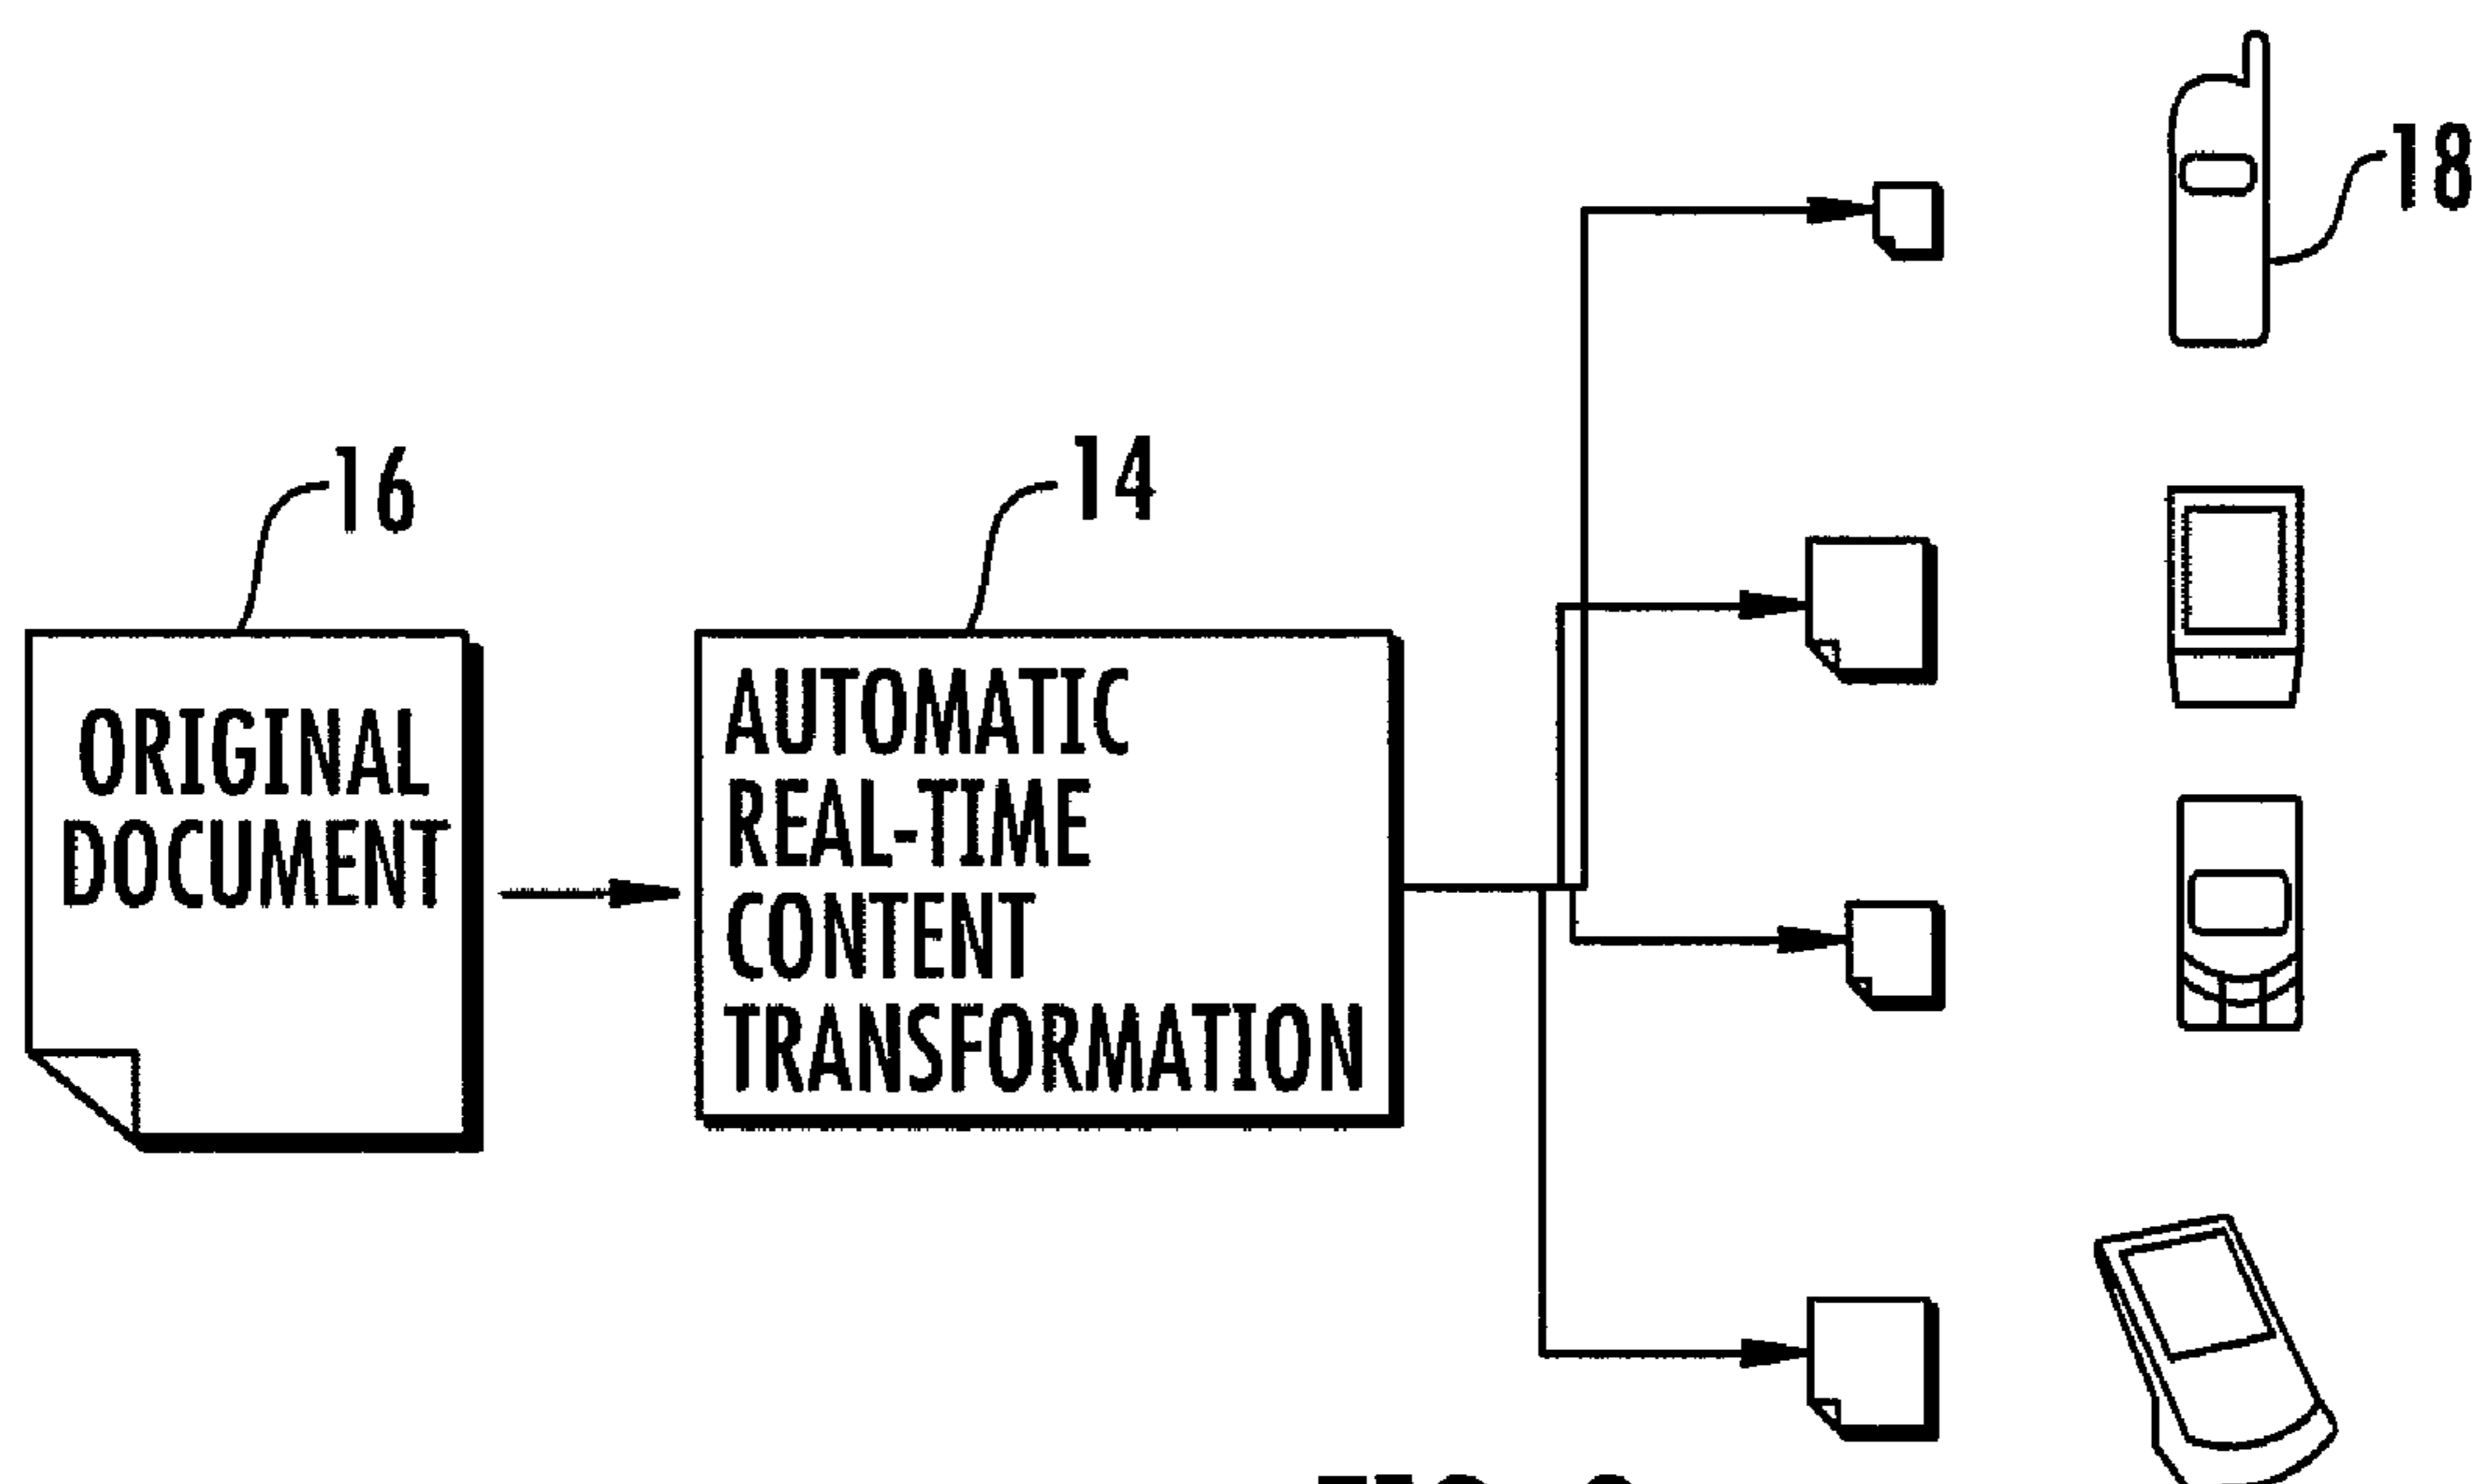 18
16
14
ORIGINAL
DOCUMENT
AUTOMATIC
REAL-TIME
CONTENT
TRANSFORMATION